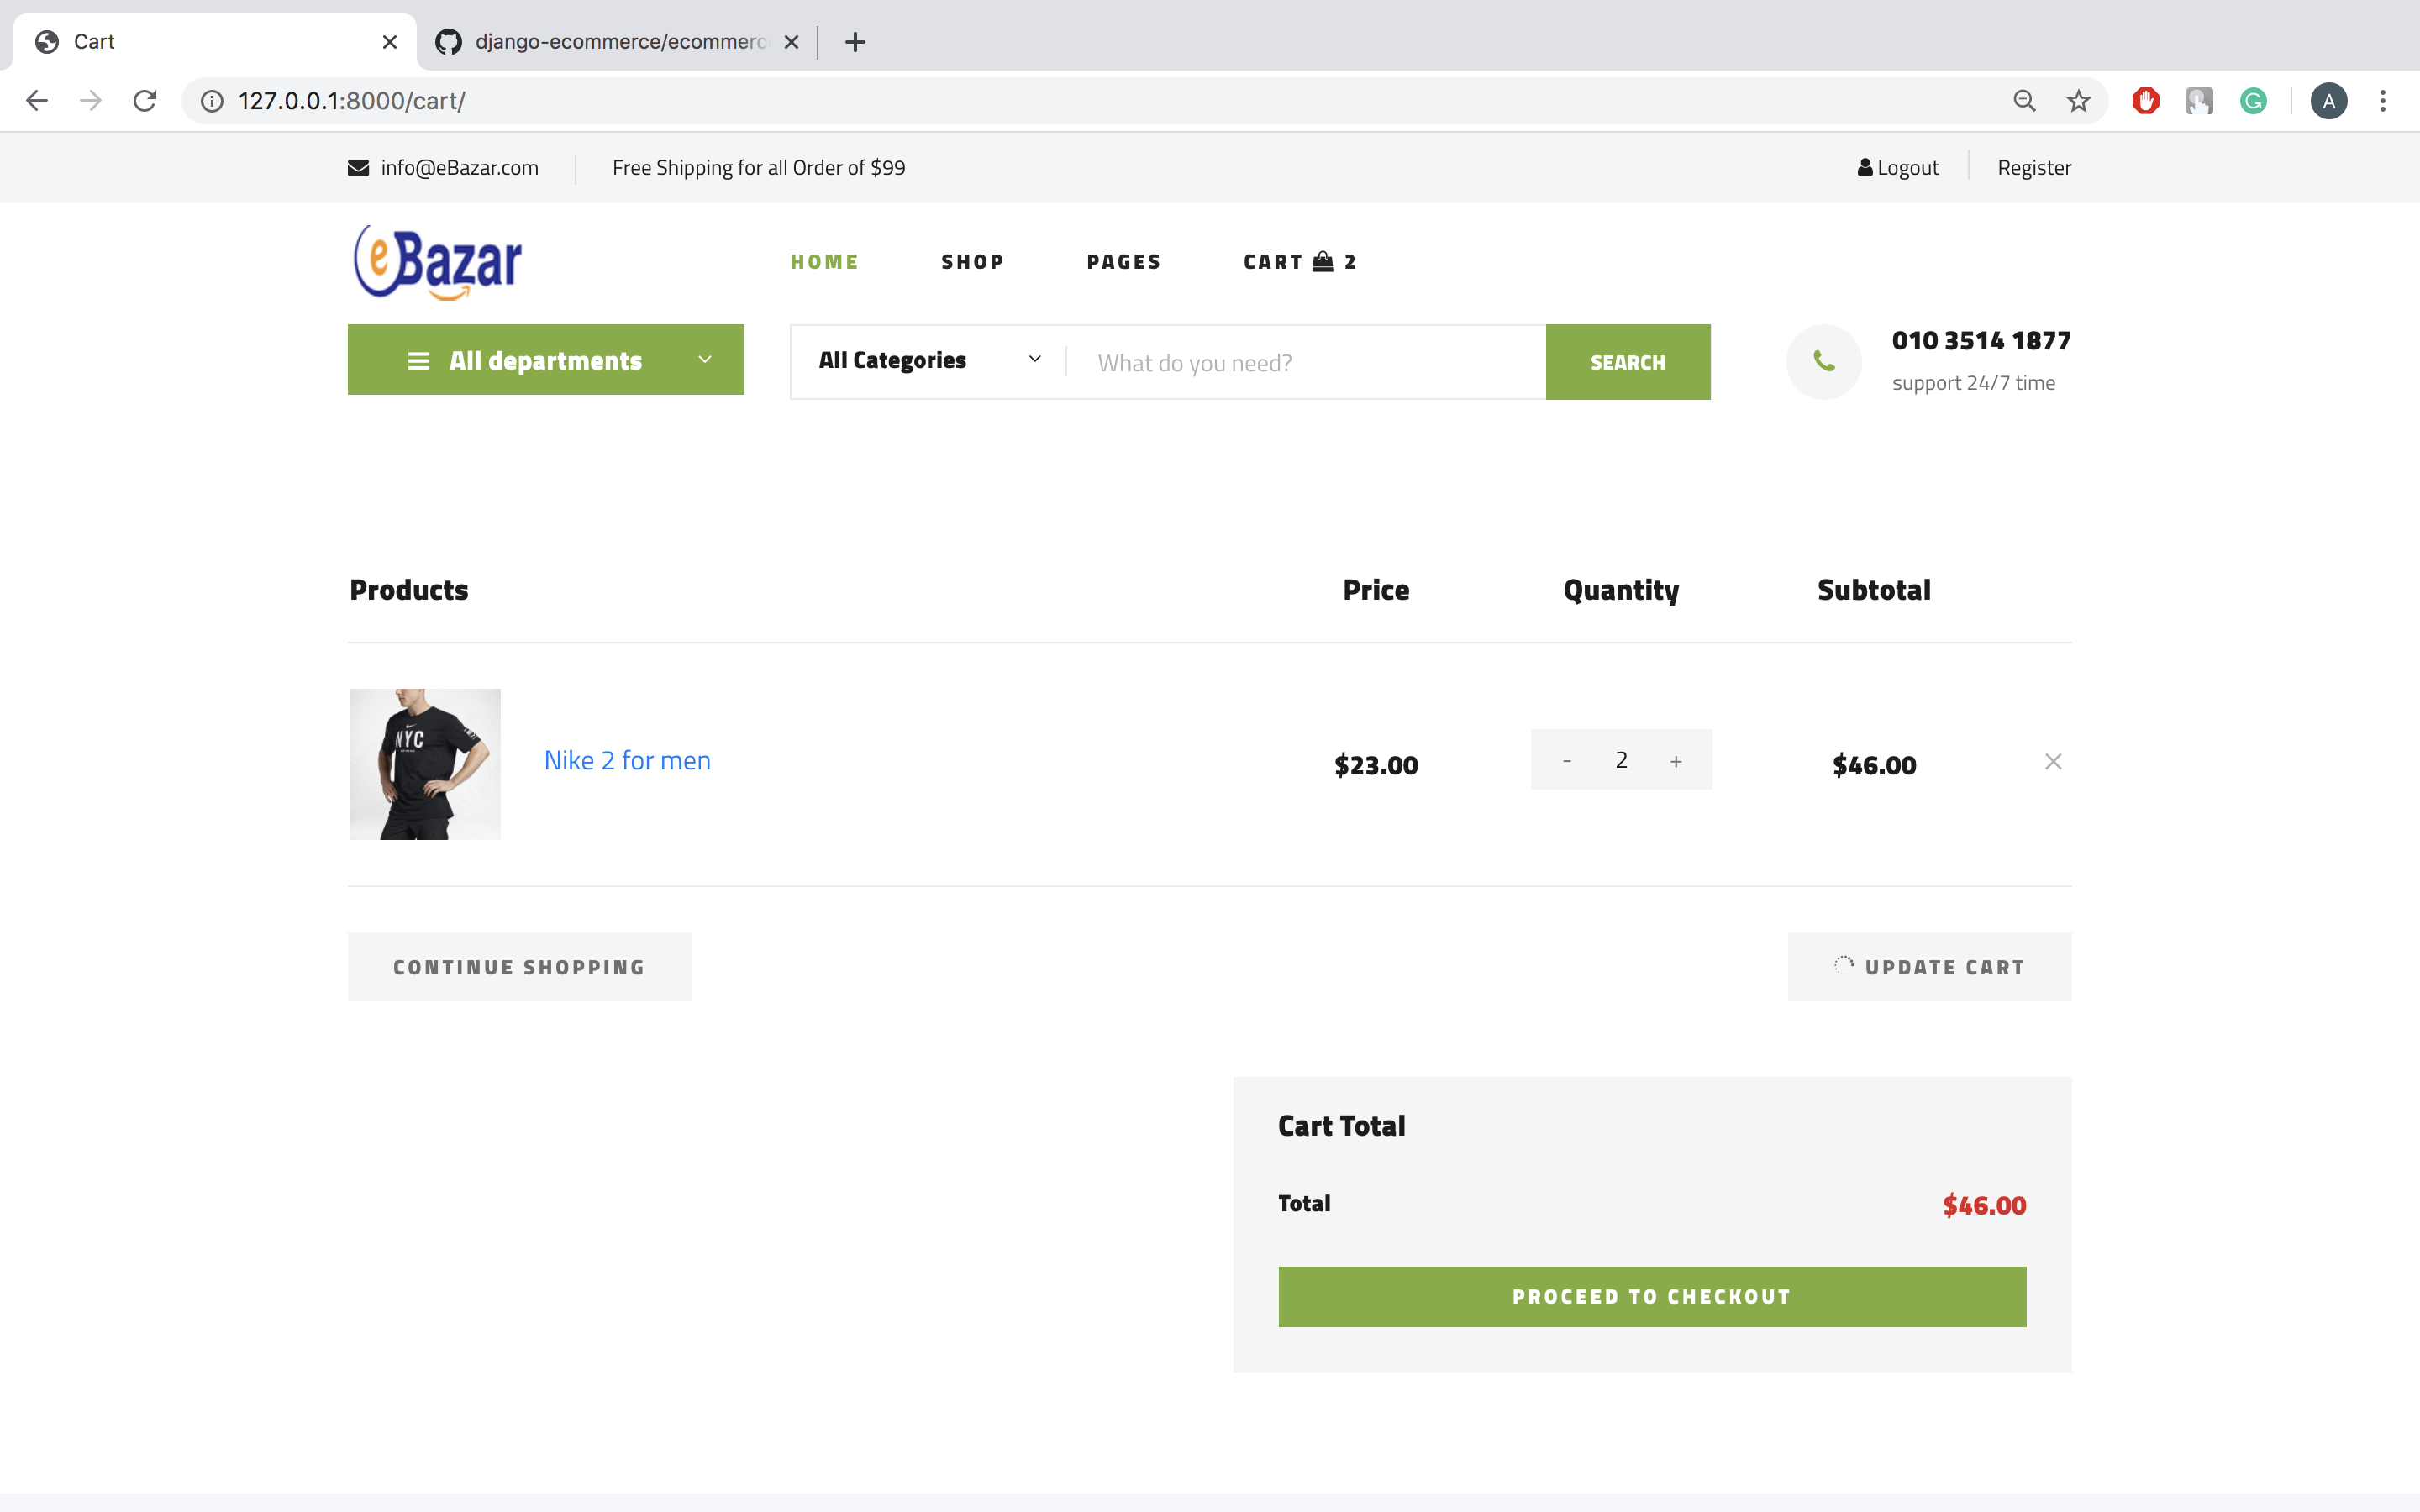 Cart
django-ecommerce/ecommerc
127.0.0.1:8000/cart/
A
info@eBazar.com
Free Shipping for all Order of $99
Logout
Register
eBazar
HOME
SHOP
PAGES
CART 2
All departments
All Categories
What do you need?
SEARCH
010 3514 1877
support 24/7 time
Products
Price
Quantity
Subtotal
NYC
Nike 2 for men
$23.00
- 2 +
$46.00
CONTINUE SHOPPING
UPDATE CART
Cart Total
Total
$46.00
PROCEED TO CHECKOUT